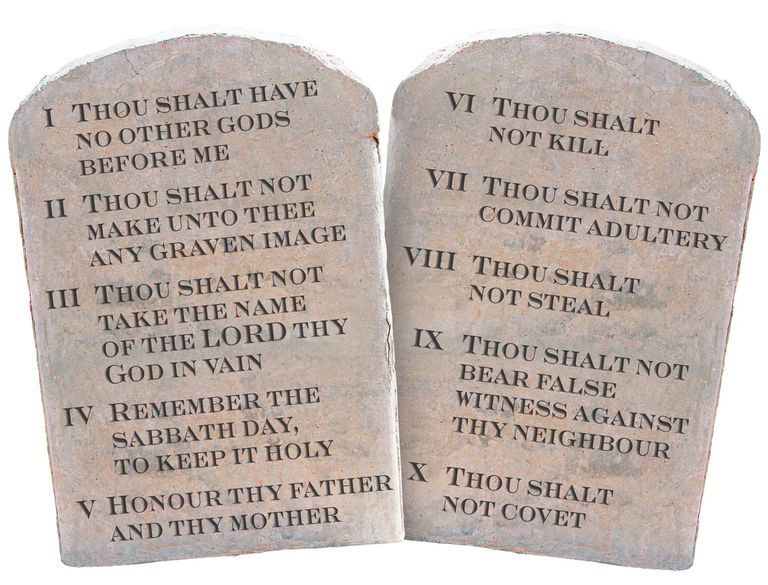 I THOU SHALT HAVE
NO OTHER GODS
BEFORE ME
II THOU SHALT NOT
MAKE UNTO THEE
ANY GRAVEN IMAGE
III THOU SHALT NOT
TAKE THE NAME
OF THE LORD THY
GOD IN VAIN
IV REMEMBER THE
SABBATH DAY,
TO KEEP IT HOLY
V HONOUR THY FATHER
AND THY MOTHER
VI THOU SHALT
NOT KILL
VII THOU SHALT NOT
COMMIT ADULTERY
VIII THOU SHALT
NOT STEAL
IX THOU SHALT NOT
BEAR FALSE
WITNESS AGAINST
THY NEIGHBOUR
X THOU SHALT
NOT COVET